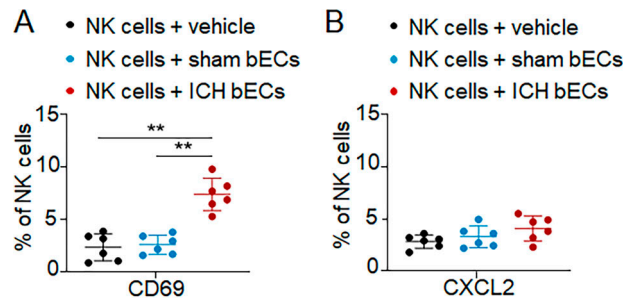 A
NK cells + vehicle
NK cells + sham bECs
NK cells + ICH bECs
% of NK cells
15
10
5
0
**
**
CD69
B
NK cells + vehicle
NK cells + sham bECs
NK cells + ICH bECs
% of NK cells
15
10
5
0
CXCL2